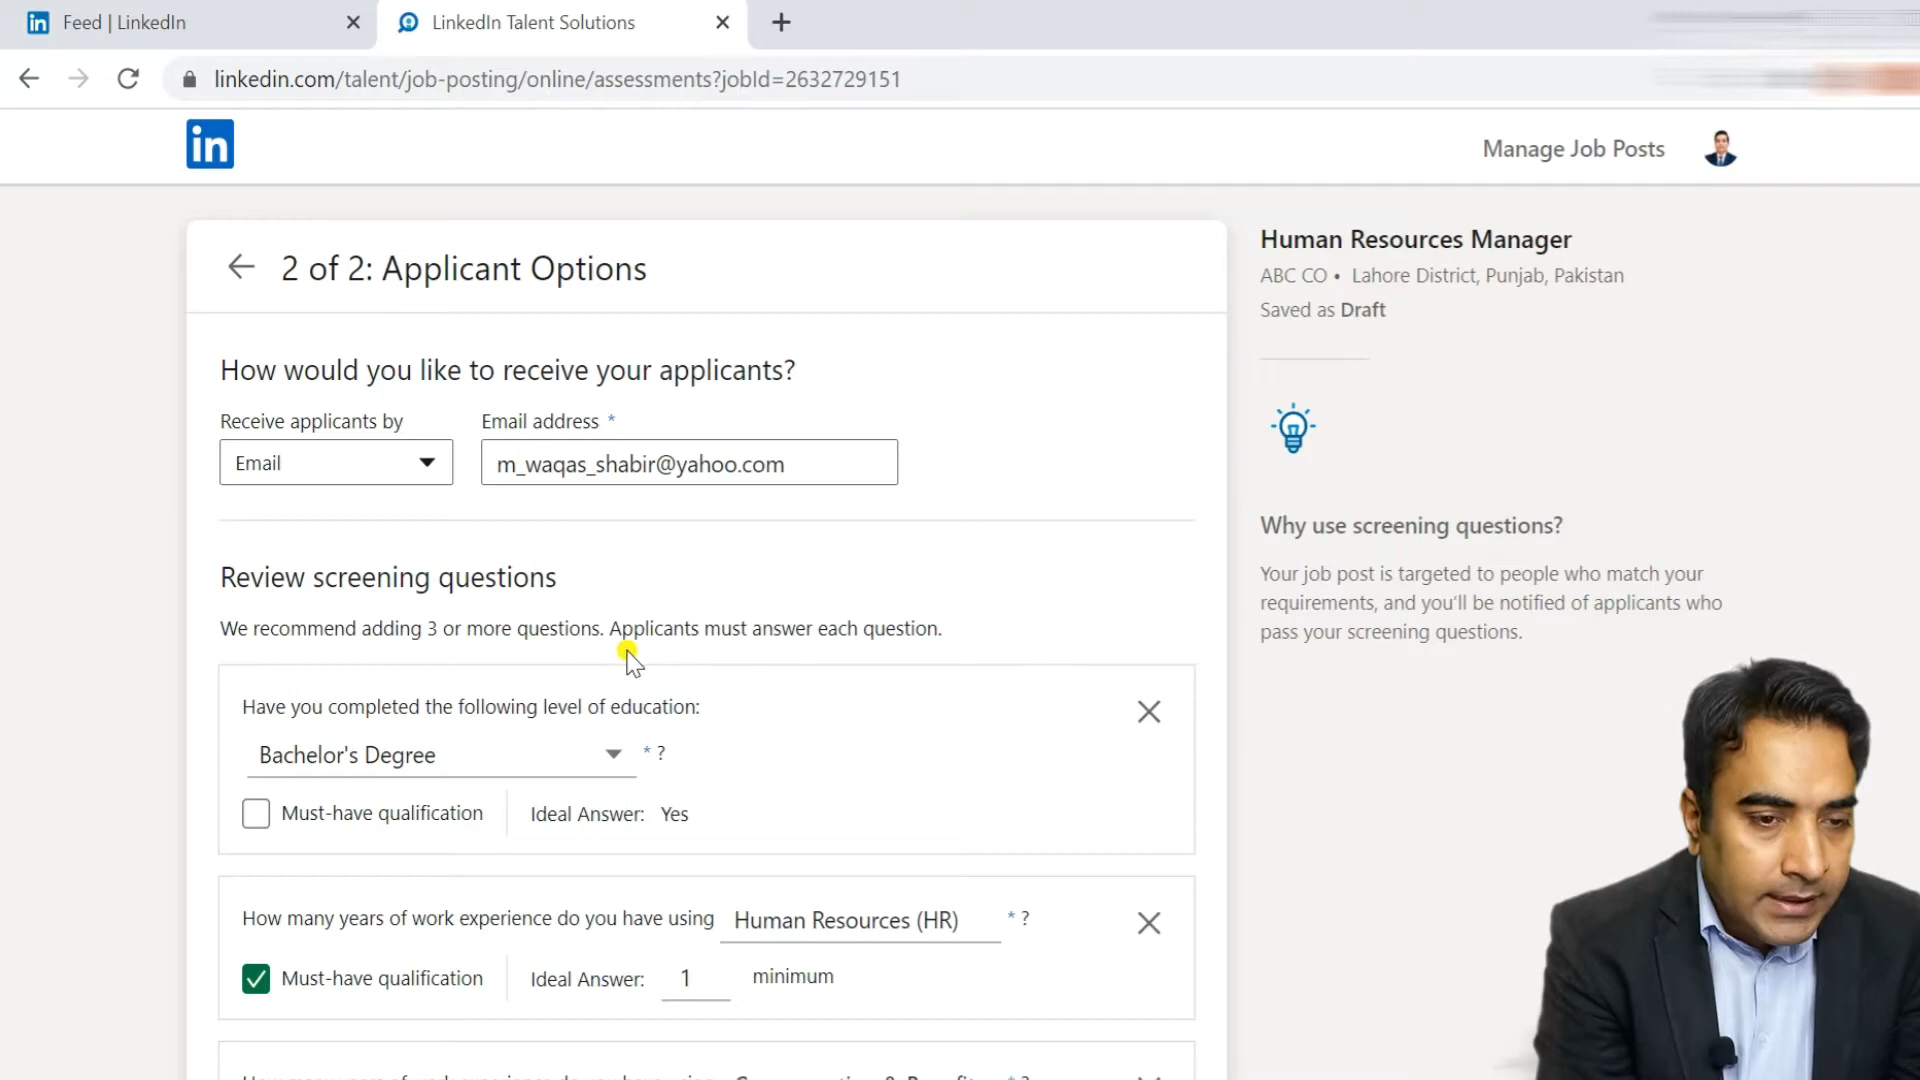 Feed | LinkedIn
LinkedIn Talent Solutions
linkedin.com/talent/job-posting/online/assessments?jobId=2632729151
in
Manage Job Posts
2 of 2: Applicant Options
How would you like to receive your applicants?
Receive applicants by
Email address *
Email
m_waqas_shabir@yahoo.com
Review screening questions
We recommend adding 3 or more questions. Applicants must answer each question.
Have you completed the following level of education:
Bachelor's Degree * ?
Must-have qualification
Ideal Answer: Yes
How many years of work experience do you have using Human Resources (HR) * ?
Must-have qualification
Ideal Answer: 1 minimum
Human Resources Manager
ABC CO • Lahore District, Punjab, Pakistan
Saved as Draft
Why use screening questions?
Your job post is targeted to people who match your
requirements, and you'll be notified of applicants who
pass your screening questions.